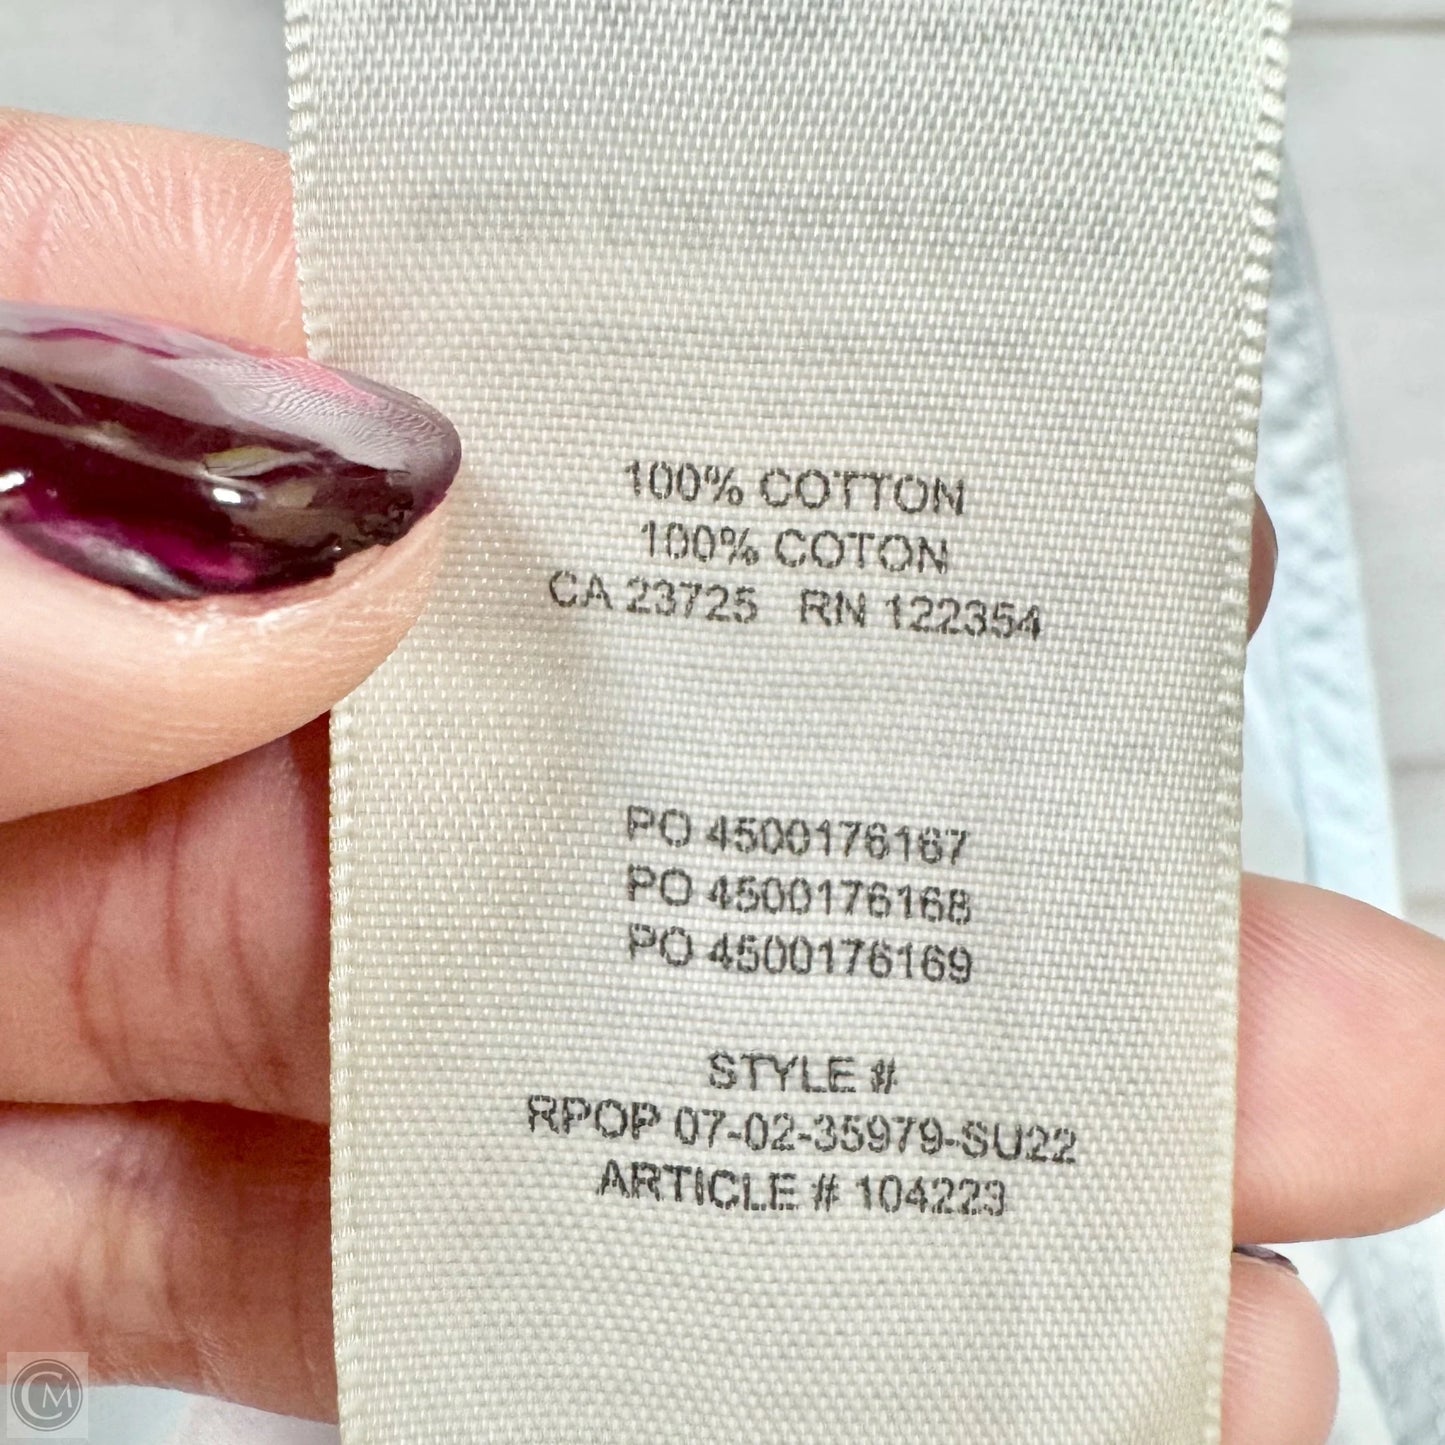 100% COTTON
100% COTON
CA 23725 RN 122354
PO 4500176167
PO 4500176168
PO 4500176169
STYLE #
RPOP 07-02-35979-SU22
ARTICLE # 104223
CM